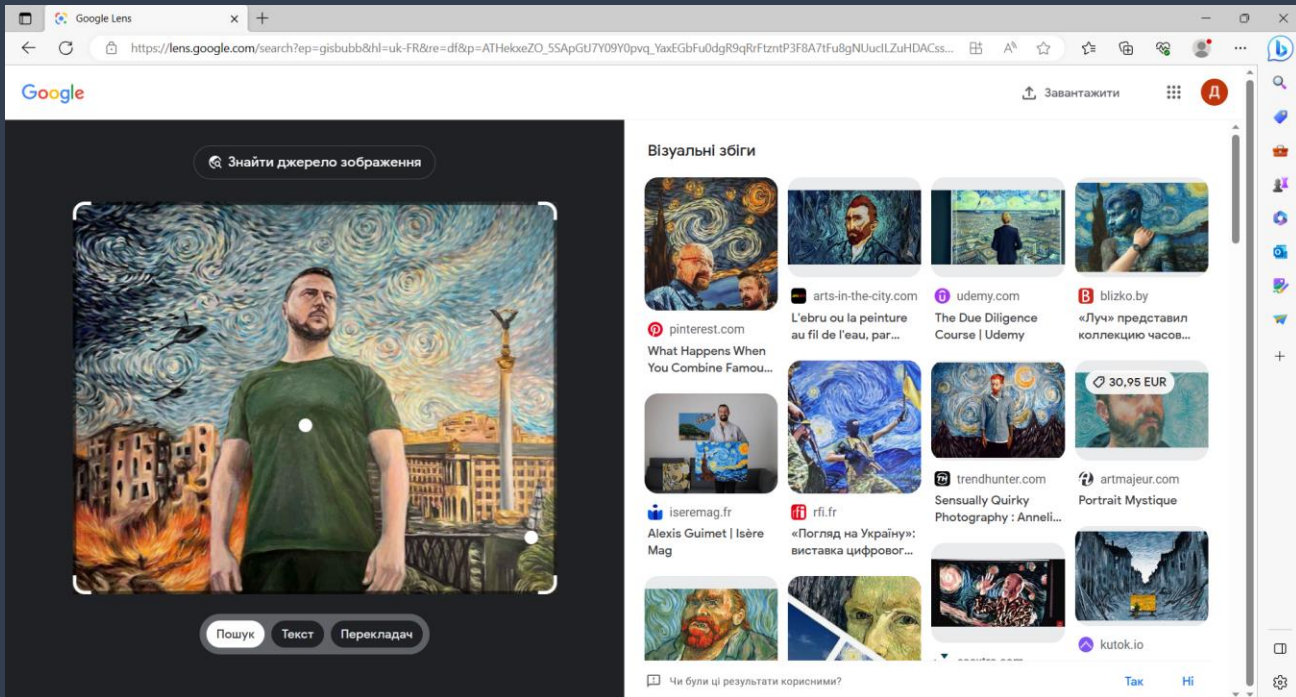 Google Lens
https://lens.google.com/search?ep=gisbubb&hl=uk-FR&re=df&p=
Google
Завантажити
Д
Знайти джерело зображення
Пошук
Текст
Перекладач
Візуальні збіги
pinterest.com
What Happens When
You Combine Famou...
arts-in-the-city.com
L'ebru ou la peinture
au fil de l'eau, par...
udemy.com
The Due Diligence
Course | Udemy
blizko.by
«Луч» представил
коллекцию часов...
iseremag.fr
Alexis Guimet | Isère
Mag
rfi.fr
«Погляд на Україну»:
виставка цифровог...
trendhunter.com
Sensually Quirky
Photography : Anneli...
30,95 EUR
artmajeur.com
Portrait Mystique
kutok.io
Чи були ці результати корисними?
Так
Ні